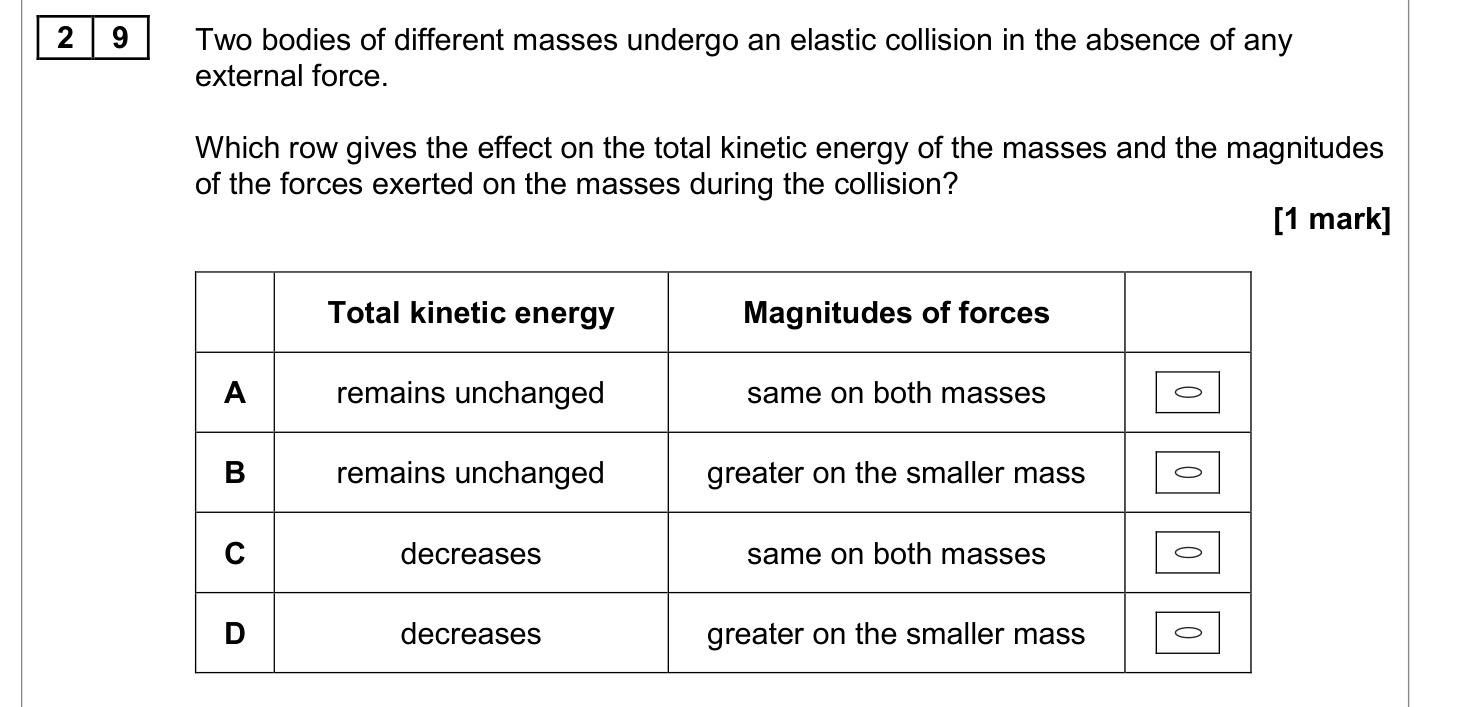 2 9
Two bodies of different masses undergo an elastic collision in the absence of any
external force.
Which row gives the effect on the total kinetic energy of the masses and the magnitudes
of the forces exerted on the masses during the collision?
[1 mark]
Total kinetic energy Magnitudes of forces
A remains unchanged same on both masses
B remains unchanged greater on the smaller mass
C decreases same on both masses
D decreases greater on the smaller mass